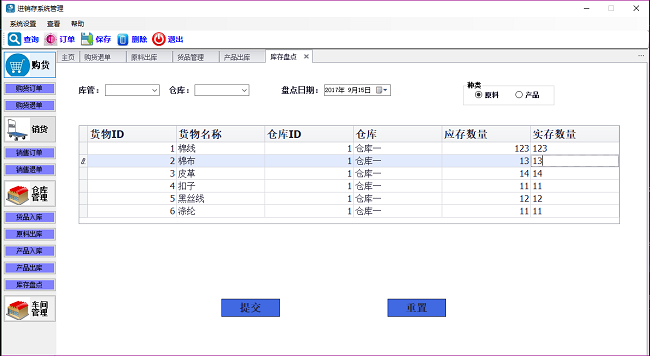 进销存系统管理
系统设置 查看 帮助
查询 订单 保存 删除 退出
购货
购货订单
购货退单
销货
销售订单
销售退单
仓库管理
货品入库
原料出库
产品入库
产品出库
库存盘点
车间管理
主页 购货退单 原料出库 货品管理 产品出库 库存盘点
库管： 仓库： 盘点日期： 2017年 9月15日
种类
原料 产品
货物ID 货物名称 仓库ID 仓库 应存数量 实存数量
1 棉线 1 仓库一 123 123
2 棉布 1 仓库一 13 13
3 皮革 1 仓库一 14 14
4 扣子 1 仓库一 11 11
5 黑丝线 1 仓库一 12 12
6 涤纶 1 仓库一 11 11
提交 重置